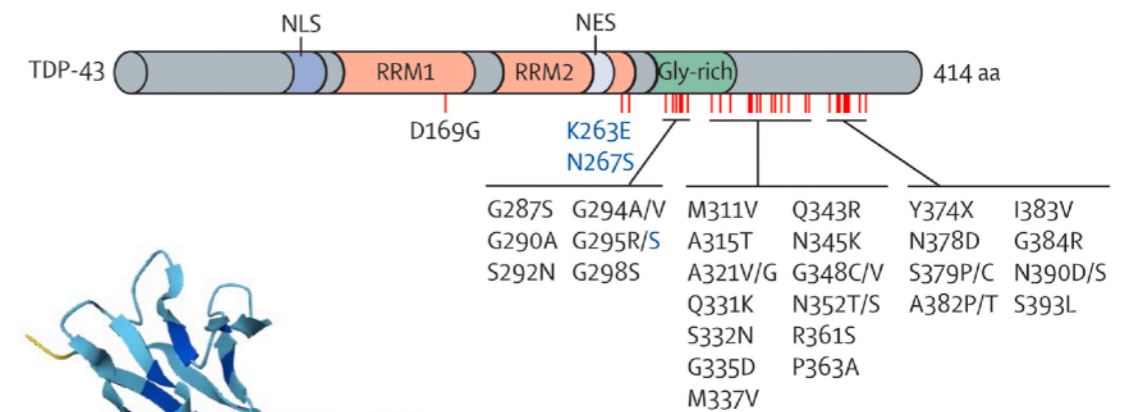 NLS NES
TDP-43 RRM1 RRM2 Gly-rich 414 aa
D169G K263E
N267S
G287S G294A/V M311V Q343R Y374X I383V
G290A G295R/S A315T N345K N378D G384R
S292N G298S A321V/G G348C/V S379P/C N390D/S
Q331K N352T/S A382P/T S393L
S332N R361S
G335D P363A
M337V